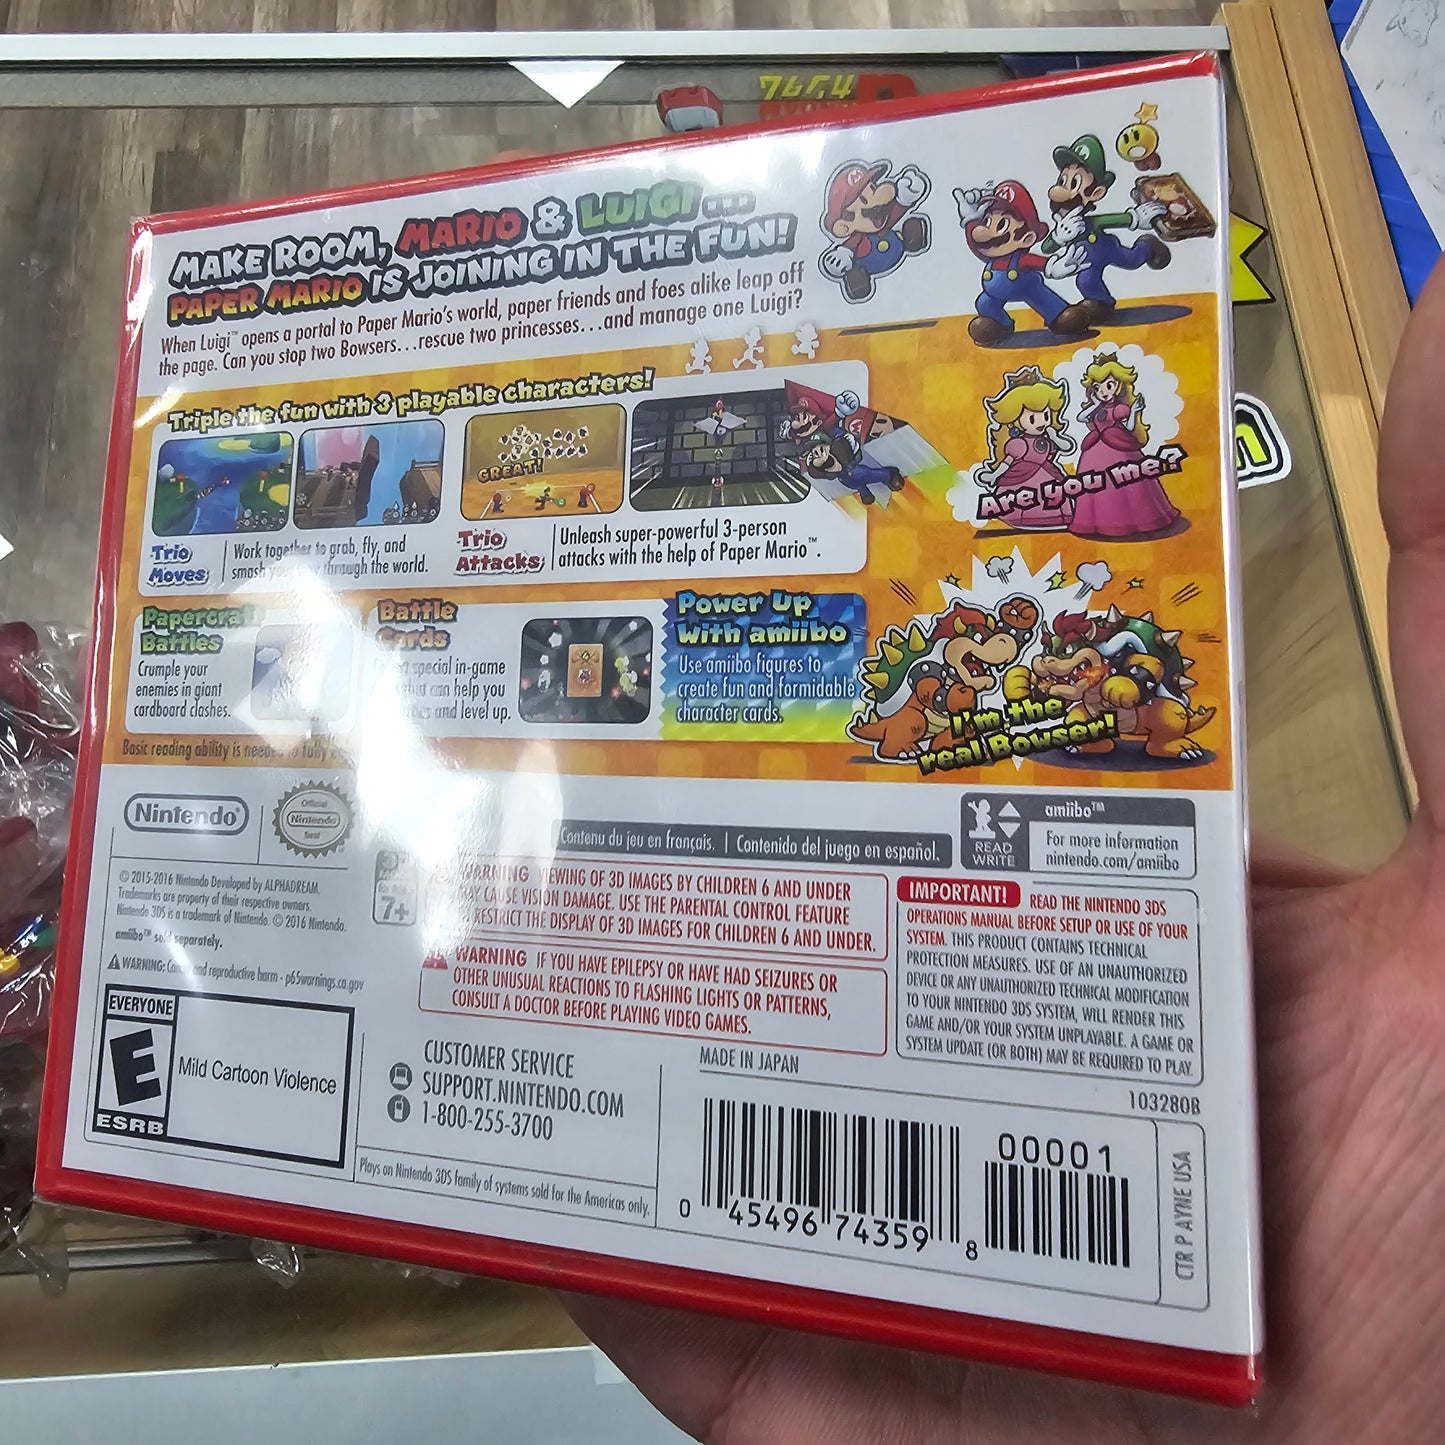 MAKE ROOM, MARIO & LUIGI
PAPER MARIO IS JOINING IN THE FUN!
When Luigi™ opens a portal to Paper Mario's world, paper friends and foes alike leap off
the page. Can you stop two Bowsers...rescue two princesses...and manage one Luigi?
Triple the fun with 3 playable characters!
GREAT!
Trio
Moves
Work together to grab, fly, and
smash through the world.
Trio
Attacks
Unleash super-powerful 3-person
attacks with the help of Paper Mario™.
Are you me?
Battles
Crumple your
enemies in giant
cardboard clashes.
Battle
special in-game
that can help you
and level up.
Power Up
With amiibo
Use amiibo figures to
create fun and formidable
character cards.
I'm the
real Bowser!
Basic reading ability is needed to fully
Nintendo®
Official
Nintendo
Seal
Contenu du jeu en français. | Contenido del juego en español.
READ
WRITE
amiibo™
For more information
nintendo.com/amiibo
© 2015-2016 Nintendo Developed by ALPHADREAM.
Trademarks are property of their respective owners.
Nintendo 3DS is a trademark of Nintendo. © 2016 Nintendo.
amiibo™ sold separately.
WARNING: and reproductive harm - p65warnings.ca.gov
7+
WARNING VIEWING OF 3D IMAGES BY CHILDREN 6 AND UNDER
MAY CAUSE VISION DAMAGE. USE THE PARENTAL CONTROL FEATURE
TO RESTRICT THE DISPLAY OF 3D IMAGES FOR CHILDREN 6 AND UNDER.
WARNING IF YOU HAVE EPILEPSY OR HAVE HAD SEIZURES OR
OTHER UNUSUAL REACTIONS TO FLASHING LIGHTS OR PATTERNS,
CONSULT A DOCTOR BEFORE PLAYING VIDEO GAMES.
IMPORTANT! READ THE NINTENDO 3DS
OPERATIONS MANUAL BEFORE SETUP OR USE OF YOUR
SYSTEM. THIS PRODUCT CONTAINS TECHNICAL
PROTECTION MEASURES. USE OF AN UNAUTHORIZED
DEVICE OR ANY UNAUTHORIZED TECHNICAL MODIFICATION
TO YOUR NINTENDO 3DS SYSTEM, WILL RENDER THIS
GAME AND/OR YOUR SYSTEM UNPLAYABLE. A GAME OR
SYSTEM UPDATE (OR BOTH) MAY BE REQUIRED TO PLAY.
103280B
EVERYONE
E
ESRB
Mild Cartoon Violence
CUSTOMER SERVICE
SUPPORT.NINTENDO.COM
1-800-255-3700
Plays on Nintendo 3DS family of systems sold for the Americas only.
MADE IN JAPAN
00001
0 45496 74359 8
CTR P AYNE USA